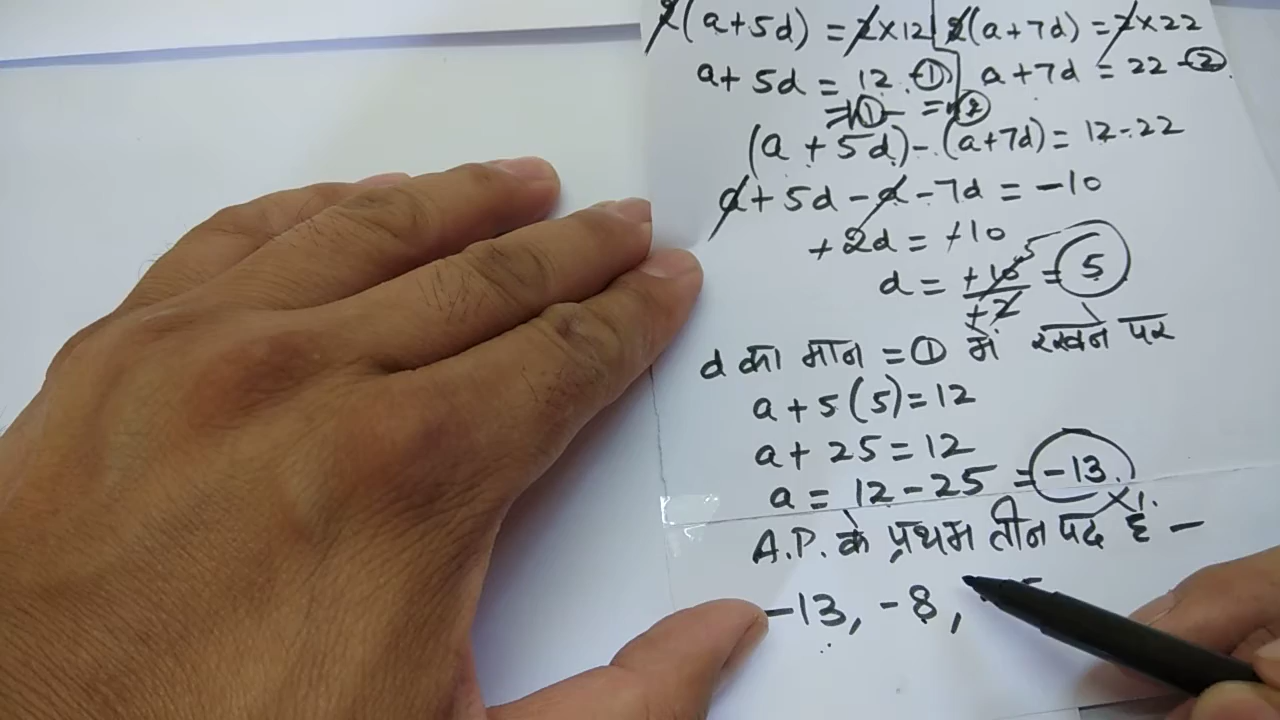 2(a+5d) = 2×12 | 2(a+7d) = 2×22
a+5d = 12 -① | a+7d = 22 -②
=①- =②
(a+5d)-(a+7d) = 12-22
a+5d-a-7d = -10
+2d = +10
d = +10/+2 5 = 5
d का मान = ① में रखने पर
a+5(5)=12
a+25=12
a = 12-25 = -13
A.P. के प्रथम तीन पद हैं -
-13, -8,